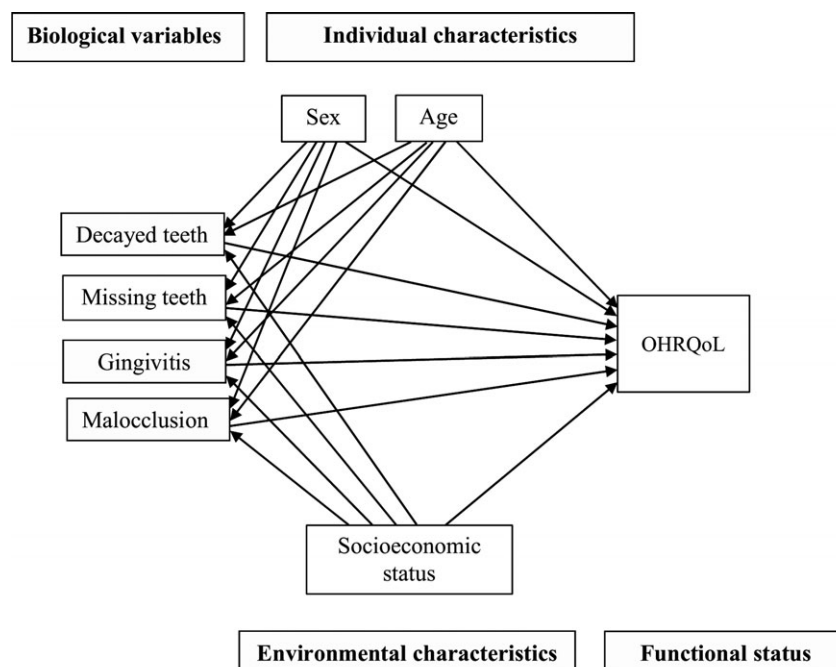 Biological variables
Individual characteristics
Sex
Age
Decayed teeth
Missing teeth
Gingivitis
Malocclusion
OHRQoL
Socioeconomic
status
Environmental characteristics
Functional status